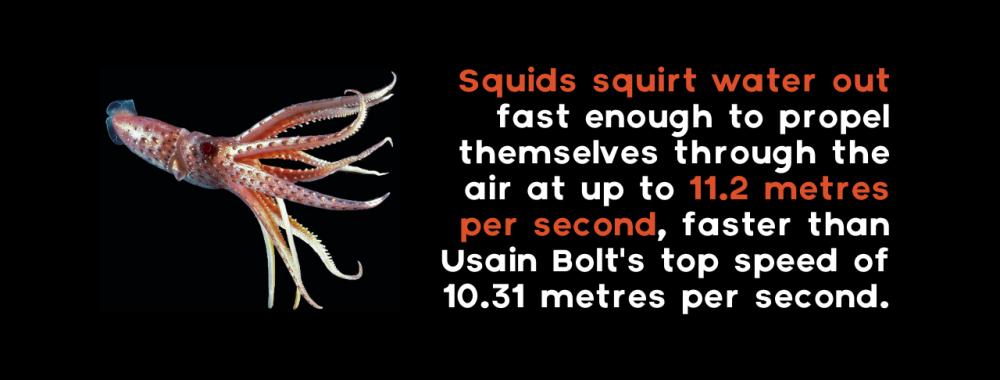 Squids squirt water out
fast enough to propel
themselves through the
air at up to 11.2 metres
per second, faster than
Usain Bolt's top speed of
10.31 metres per second.